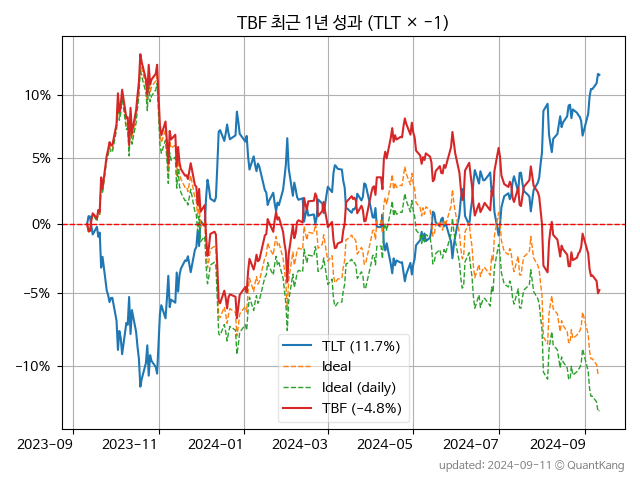 TBF 최근 1년 성과 (TLT × −1)
10%
5%
0%
−5%
−10%
TLT (11.7%)
Ideal
Ideal (daily)
TBF (−4.8%)
2023-09
2023-11
2024-01
2024-03
2024-05
2024-07
2024-09
updated: 2024-09-11 © QuantKang